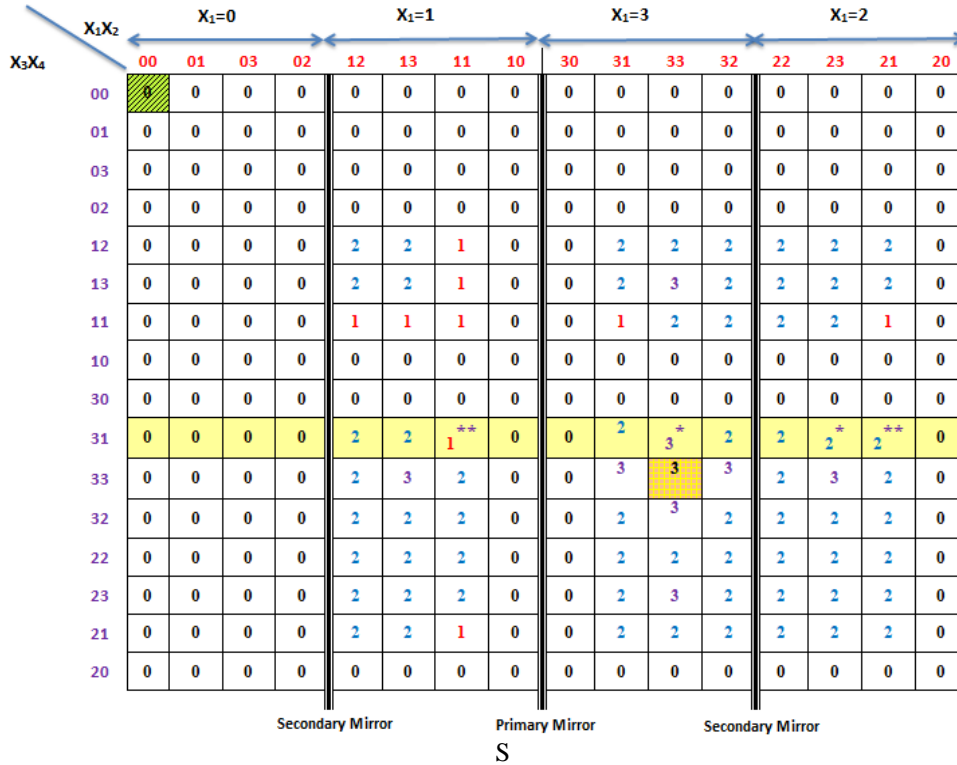 X₁=0 X₁=1 X₁=3 X₁=2
X₁X₂
X₃X₄
00 01 03 02 12 13 11 10 30 31 33 32 22 23 21 20
00 0 0 0 0 0 0 0 0 0 0 0 0 0 0 0 0
01 0 0 0 0 0 0 0 0 0 0 0 0 0 0 0 0
03 0 0 0 0 0 0 0 0 0 0 0 0 0 0 0 0
02 0 0 0 0 0 0 0 0 0 0 0 0 0 0 0 0
12 0 0 0 0 2 2 1 0 0 2 2 2 2 2 2 0
13 0 0 0 0 2 2 1 0 0 2 3 2 2 2 2 0
11 0 0 0 0 1 1 1 0 0 1 2 2 2 2 1 0
10 0 0 0 0 0 0 0 0 0 0 0 0 0 0 0 0
30 0 0 0 0 0 0 0 0 0 0 0 0 0 0 0 0
31 0 0 0 0 2 2 1** 0 0 2 3* 2 2 2* 2** 0
33 0 0 0 0 2 3 2 0 0 3 3 3 2 3 2 0
32 0 0 0 0 2 2 2 0 0 2 3 2 2 2 2 0
22 0 0 0 0 2 2 2 0 0 2 2 2 2 2 2 0
23 0 0 0 0 2 2 2 0 0 2 3 2 2 2 2 0
21 0 0 0 0 2 2 1 0 0 2 2 2 2 2 2 0
20 0 0 0 0 0 0 0 0 0 0 0 0 0 0 0 0
Secondary Mirror Primary Mirror Secondary Mirror
S